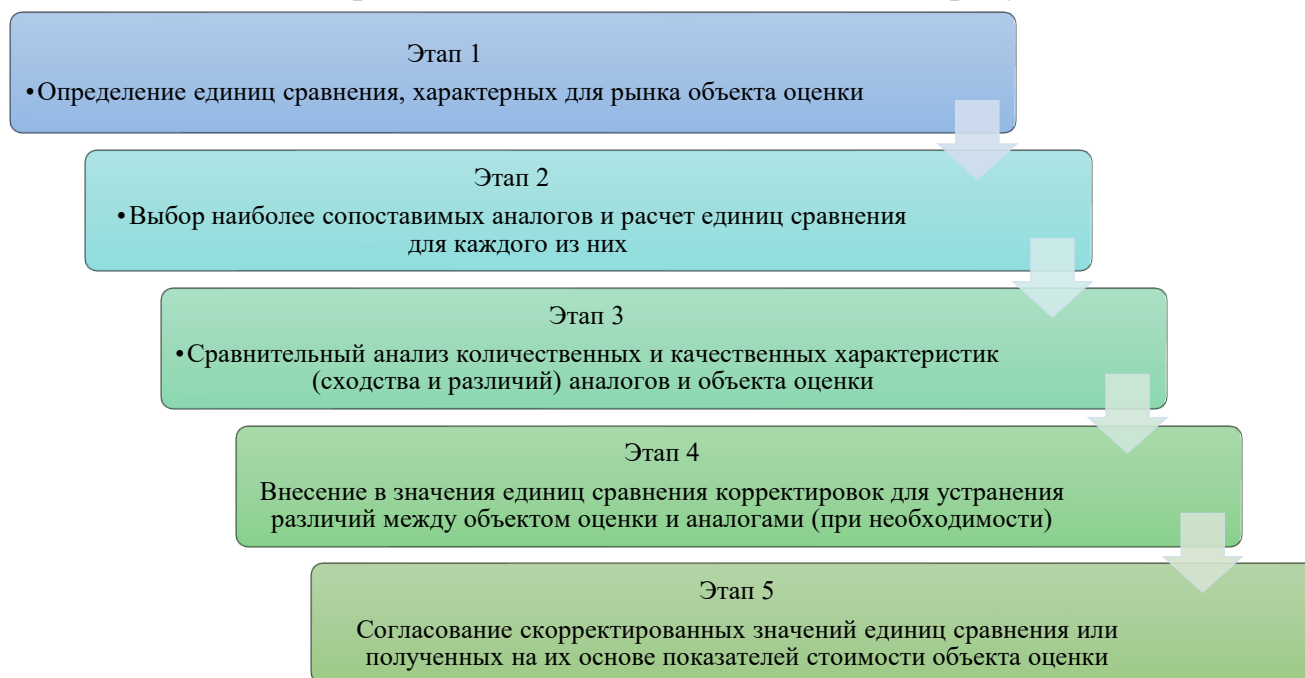 Этап 1
•Определение единиц сравнения, характерных для рынка объекта оценки
Этап 2
•Выбор наиболее сопоставимых аналогов и расчет единиц сравнения
для каждого из них
Этап 3
•Сравнительный анализ количественных и качественных характеристик
(сходства и различий) аналогов и объекта оценки
Этап 4
Внесение в значения единиц сравнения корректировок для устранения
различий между объектом оценки и аналогами (при необходимости)
Этап 5
Согласование скорректированных значений единиц сравнения или
полученных на их основе показателей стоимости объекта оценки